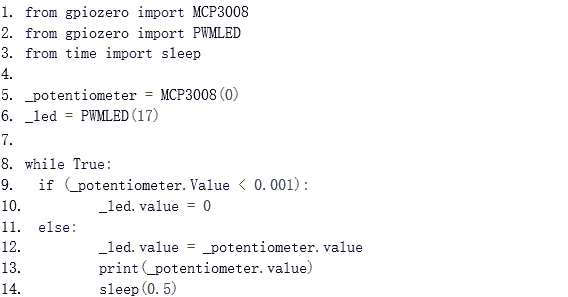 1. from gpiozero import MCP3008
2. from gpiozero import PWMLED
3. from time import sleep
4.
5. _potentiometer = MCP3008(0)
6. _led = PWMLED(17)
7.
8. while True:
9.   if (_potentiometer.Value < 0.001):
10.         _led.value = 0
11.   else:
12.         _led.value = _potentiometer.value
13.         print(_potentiometer.value)
14.         sleep(0.5)